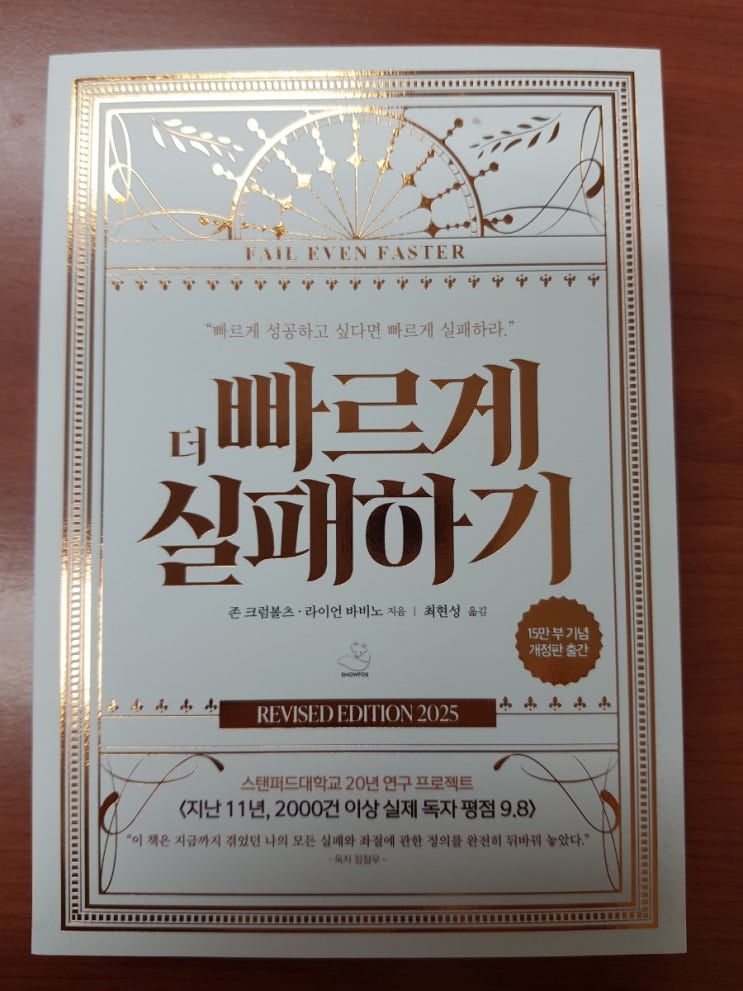 FAIL EVEN FASTER
“빠르게 성공하고 싶다면 빠르게 실패하라.”
더 빠르게
실패하기
존 크럼볼츠 · 라이언 바비노 지음 | 최현성 옮김
15만 부 기념
개정판 출간
SNOWFOX
REVISED EDITION 2025
스탠퍼드대학교 20년 연구 프로젝트
〈지난 11년, 2000건 이상 실제 독자 평점 9.8〉
“이 책은 지금까지 겪었던 나의 모든 실패와 좌절에 관한 정의를 완전히 뒤바꿔 놓았다.”
- 독자 정철우 -